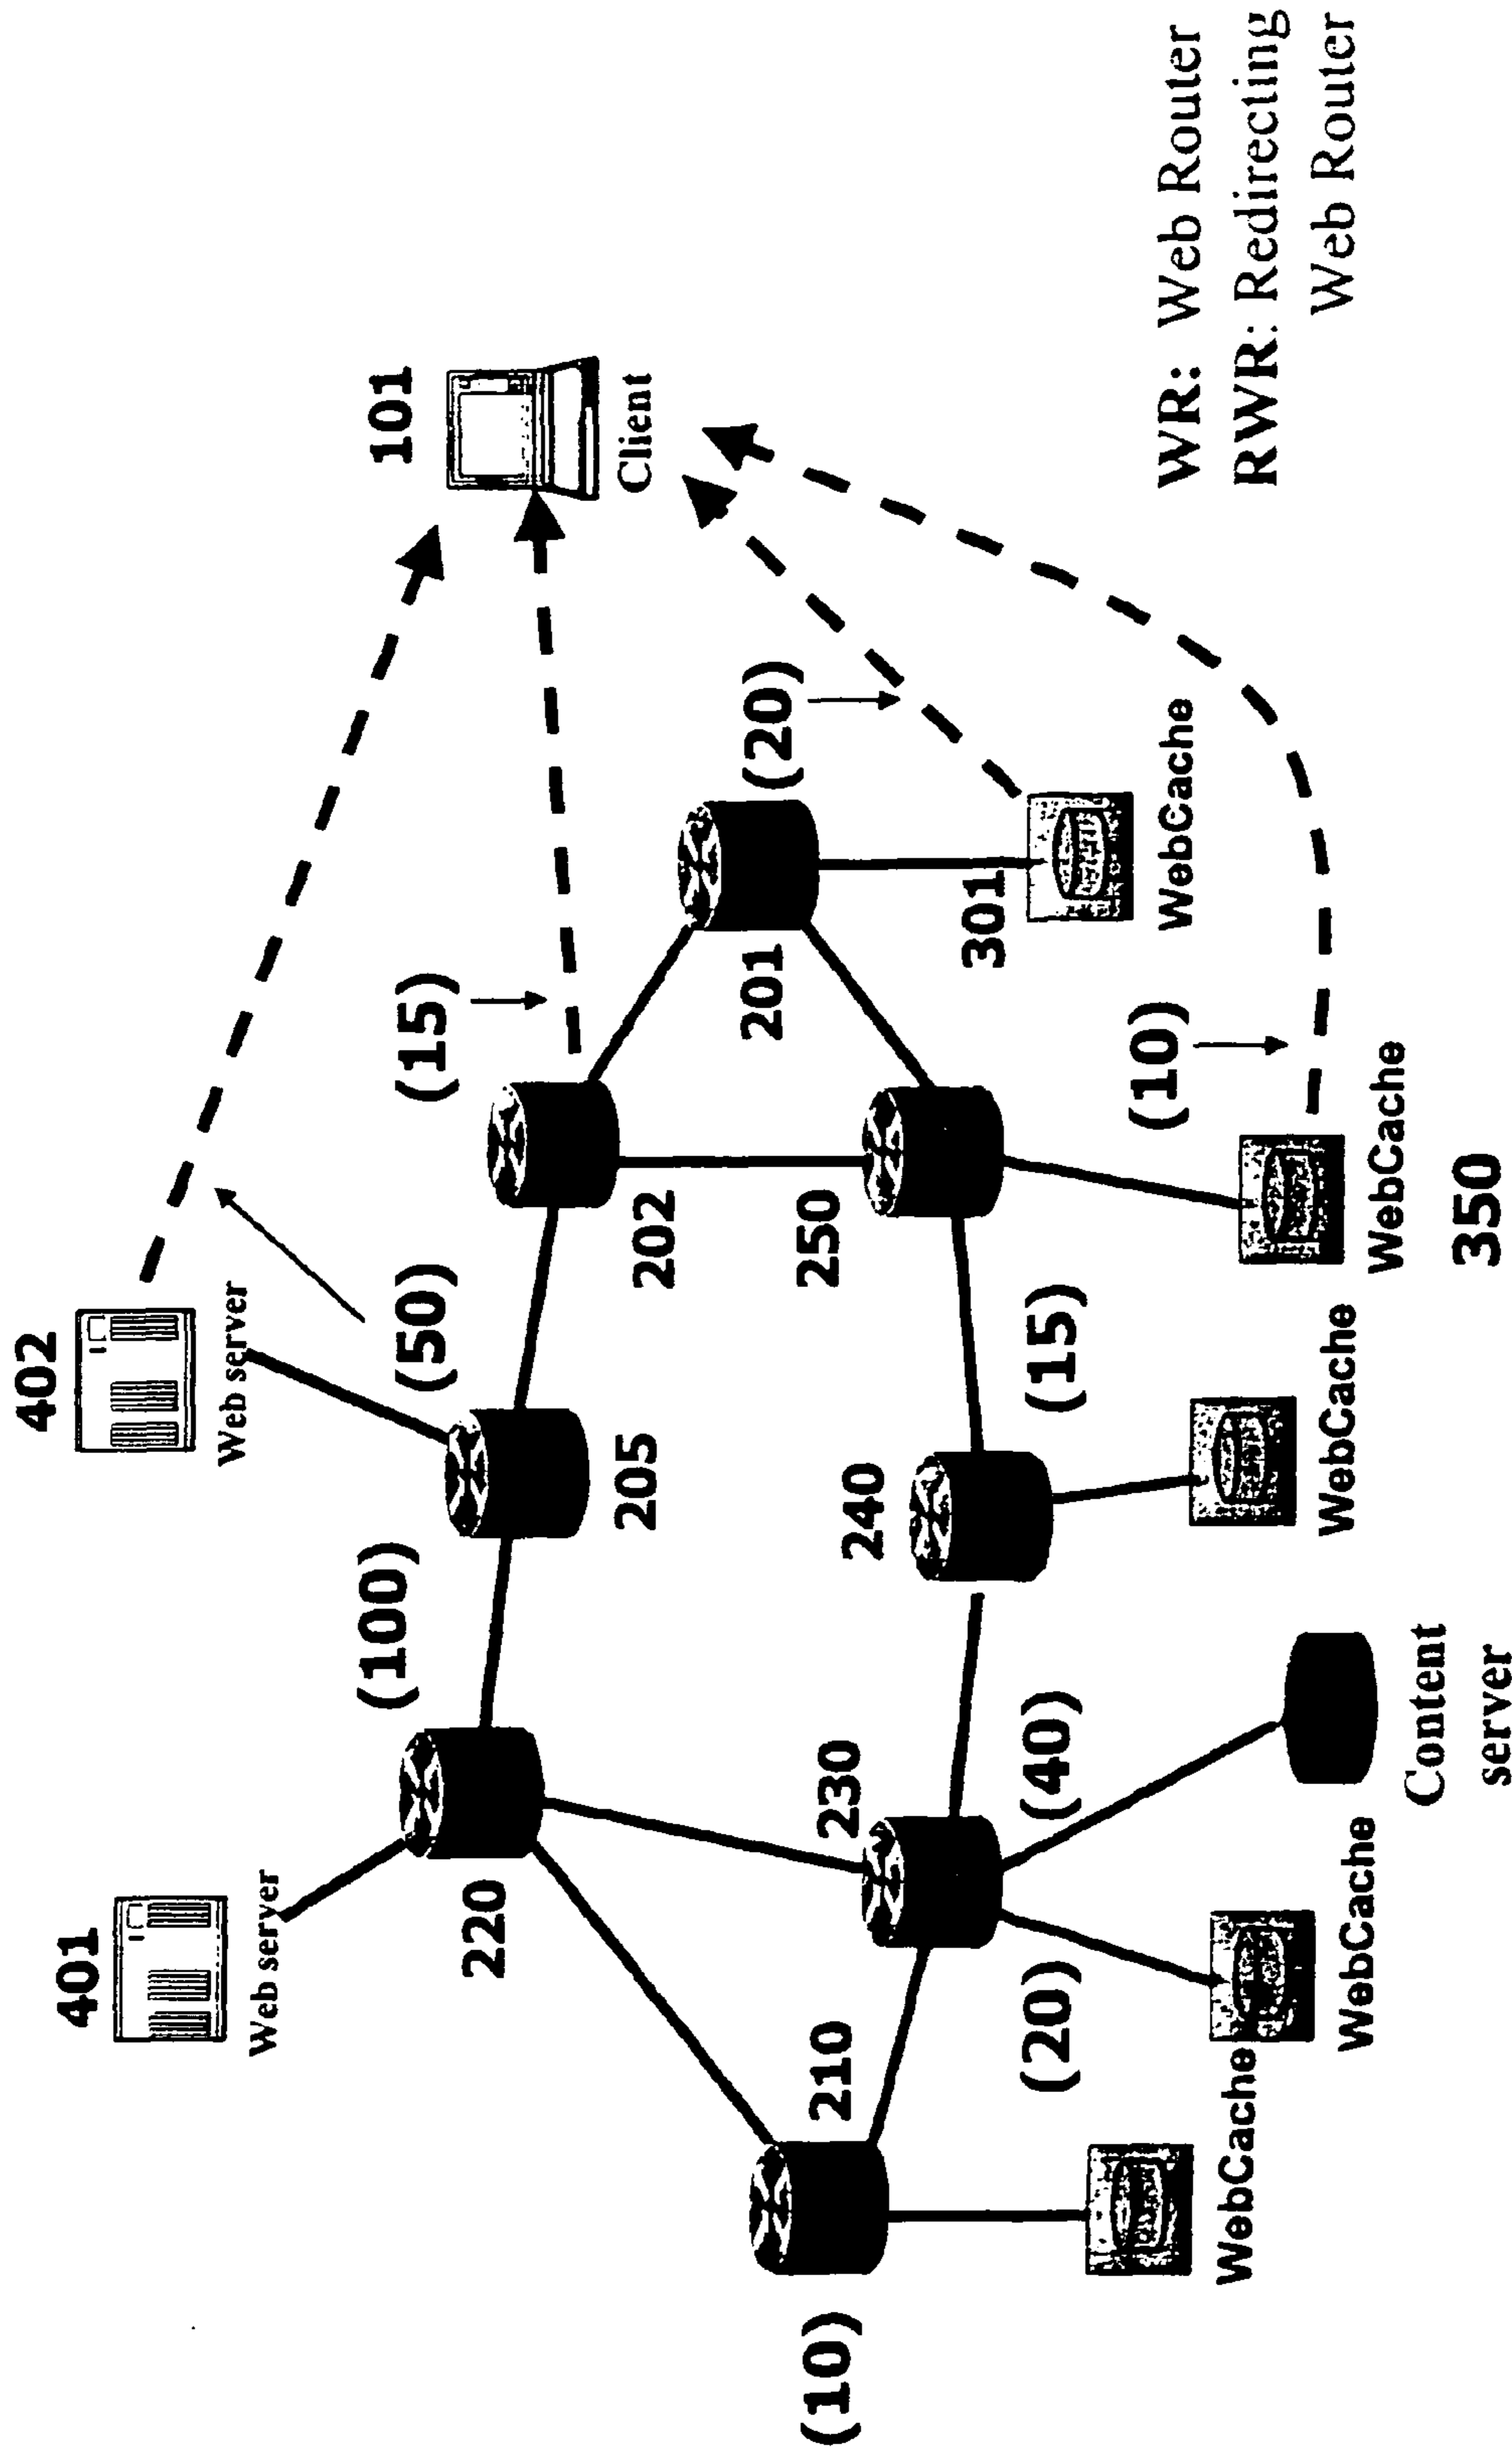 402
Web server
401
Web server
101
Client
(50)
(15)
(100)
205
202
220
(20)
201
301
WebCache
250
240
230
210
(10)
(15)
(40)
(20)
(10)
WebCache
350
WebCache
Content
server
WebCache
WebCache
WR: Web Router
RWR: Redirecting
Web Router